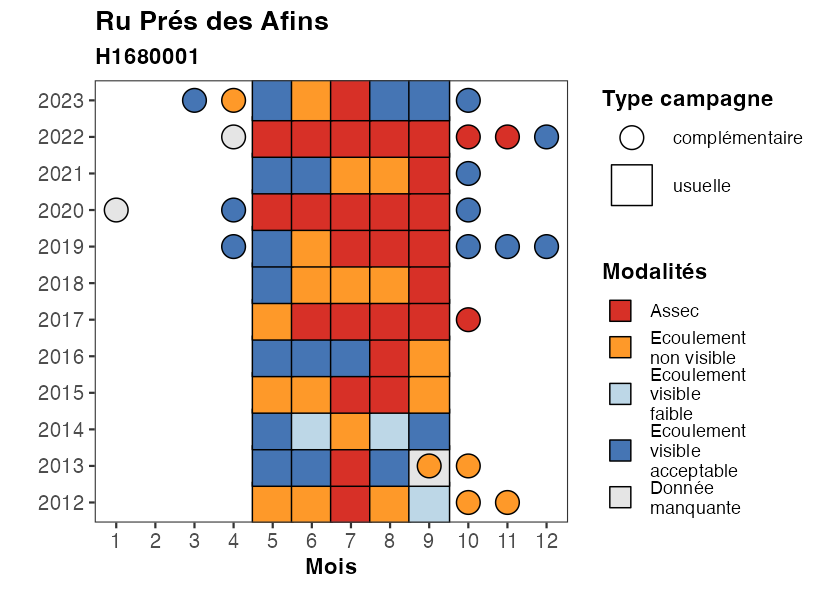 Ru Prés des Afins
H1680001
2023
2022
2021
2020
2019
2018
2017
2016
2015
2014
2013
2012
1 2 3 4 5 6 7 8 9 10 11 12
Mois
Type campagne
complémentaire
usuelle
Modalités
Assec
Ecoulement
non visible
Ecoulement
visible
faible
Ecoulement
visible
acceptable
Donnée
manquante